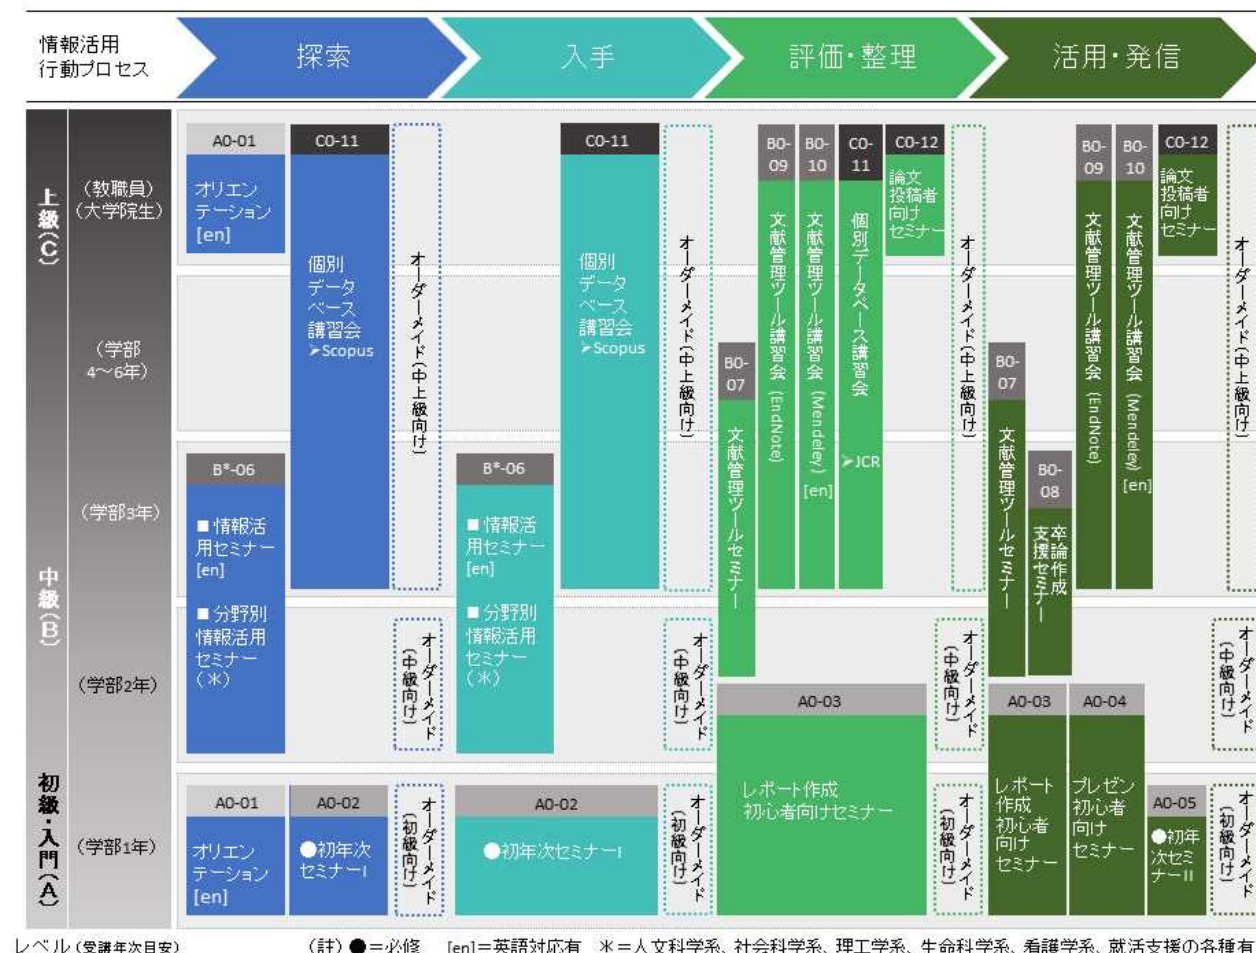 情報活用
行動プロセス
探索
入手
評価・整理
活用・発信
上級(C)
中級(B)
初級・入門(A)
(教職員)
(大学院生)
(学部
4～6年)
(学部3年)
(学部2年)
(学部1年)
A0-01
オリエン
テーション
[en]
C0-11
個別
データ
ベース
講習会
➢Scopus
オーダーメイド(中上級向け)
B*-06
■ 情報活
用セミナー
[en]
■ 分野別
情報活用
セミナー
(＊)
オーダーメイド
(中級向け)
A0-01
オリエン
テーション
[en]
A0-02
●初年次
セミナーI
オーダーメイド
(初級向け)
C0-11
個別
データ
ベース
講習会
➢Scopus
オーダーメイド(中上級向け)
B*-06
■ 情報活
用セミナー
[en]
■ 分野別
情報活用
セミナー
(＊)
オーダーメイド
(中級向け)
A0-02
●初年次セミナーI
オーダーメイド
(初級向け)
B0-
07
文献管理ツールセミナー
B0-
09
文献管理ツール講習会(EndNote)
B0-
10
文献管理ツール講習会(Mendeley)
[en]
C0-
11
個別データベース講習会
➢JCR
C0-12
論文
投稿者
向け
セミナー
オーダーメイド(中上級向け)
オーダーメイド
(中級向け)
A0-03
レポート作成
初心者向けセミナー
オーダーメイド
(初級向け)
B0-
07
文献管理ツールセミナー
B0-
08
卒論作成
支援セミナー
B0-
09
文献管理ツール講習会(EndNote)
B0-
10
文献管理ツール講習会(Mendeley)
[en]
C0-12
論文
投稿者
向け
セミナー
オーダーメイド(中上級向け)
オーダーメイド
(中級向け)
A0-03
レポート
作成
初心者
向け
セミナー
A0-04
プレゼン
初心者
向け
セミナー
A0-05
●初年
次セミ
ナーII
オーダーメイド
(初級向け)
レベル(受講年次目安)
(註) ●＝必修 [en]＝英語対応有 ＊＝人文科学系、社会科学系、理工学系、生命科学系、看護学系、就活支援の各種有